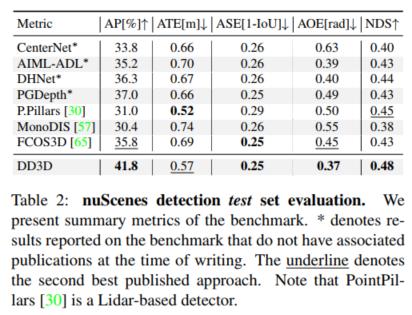 Metric AP[%]↑ ATE[m]↓ ASE[1-IoU]↓ AOE[rad]↓ NDS↑
CenterNet* 33.8 0.66 0.26 0.63 0.40
AIML-ADL* 35.2 0.70 0.26 0.39 0.43
DHNet* 36.3 0.67 0.26 0.40 0.44
PGDepth* 37.0 0.66 0.25 0.49 0.43
P.Pillars [30] 31.0 0.52 0.29 0.50 0.45
MonoDIS [57] 30.4 0.74 0.26 0.55 0.38
FCOS3D [65] 35.8 0.69 0.25 0.45 0.43
DD3D 41.8 0.57 0.25 0.37 0.48
Table 2: nuScenes detection test set evaluation. We
present summary metrics of the benchmark. * denotes re-
sults reported on the benchmark that do not have associated
publications at the time of writing. The underline denotes
the second best published approach. Note that PointPil-
lars [30] is a Lidar-based detector.